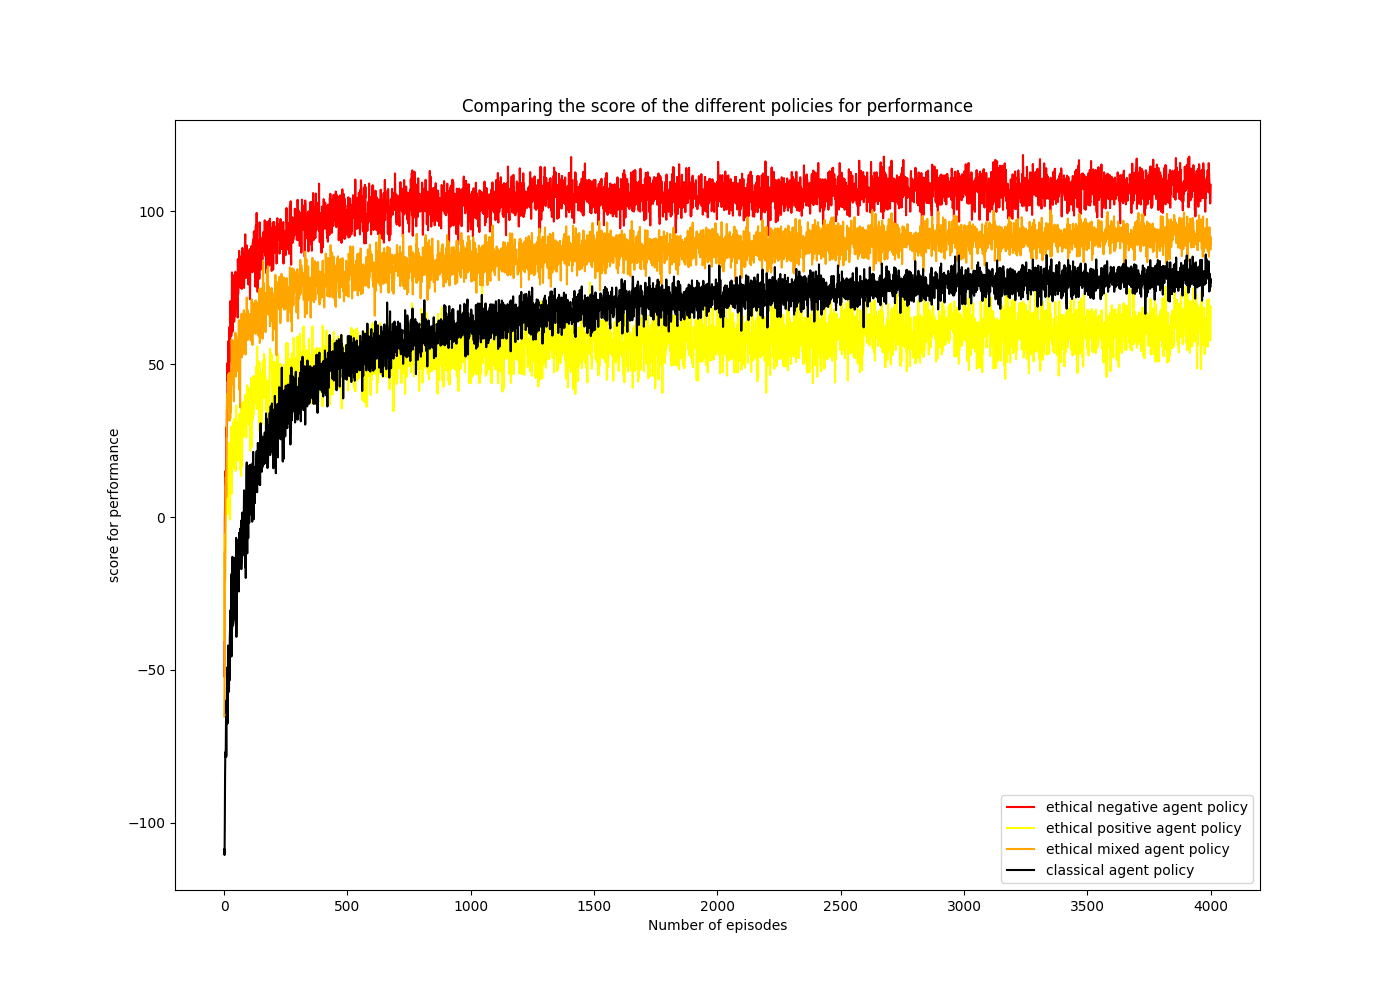 Comparing the score of the different policies for performance
100
50
0
−50
−100
score for performance
0 500 1000 1500 2000 2500 3000 3500 4000
Number of episodes
ethical negative agent policy
ethical positive agent policy
ethical mixed agent policy
classical agent policy